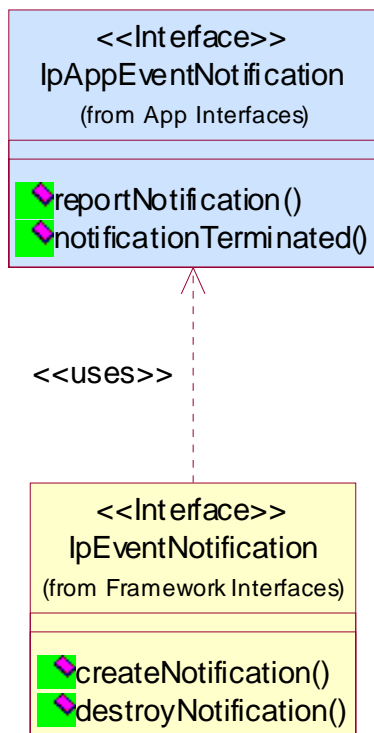 <<Interface>>
IpAppEventNotification
(from App Interfaces)
reportNotification()
notificationTerminated()
<<uses>>
<<Interface>>
IpEventNotification
(from Framework Interfaces)
createNotification()
destroyNotification()